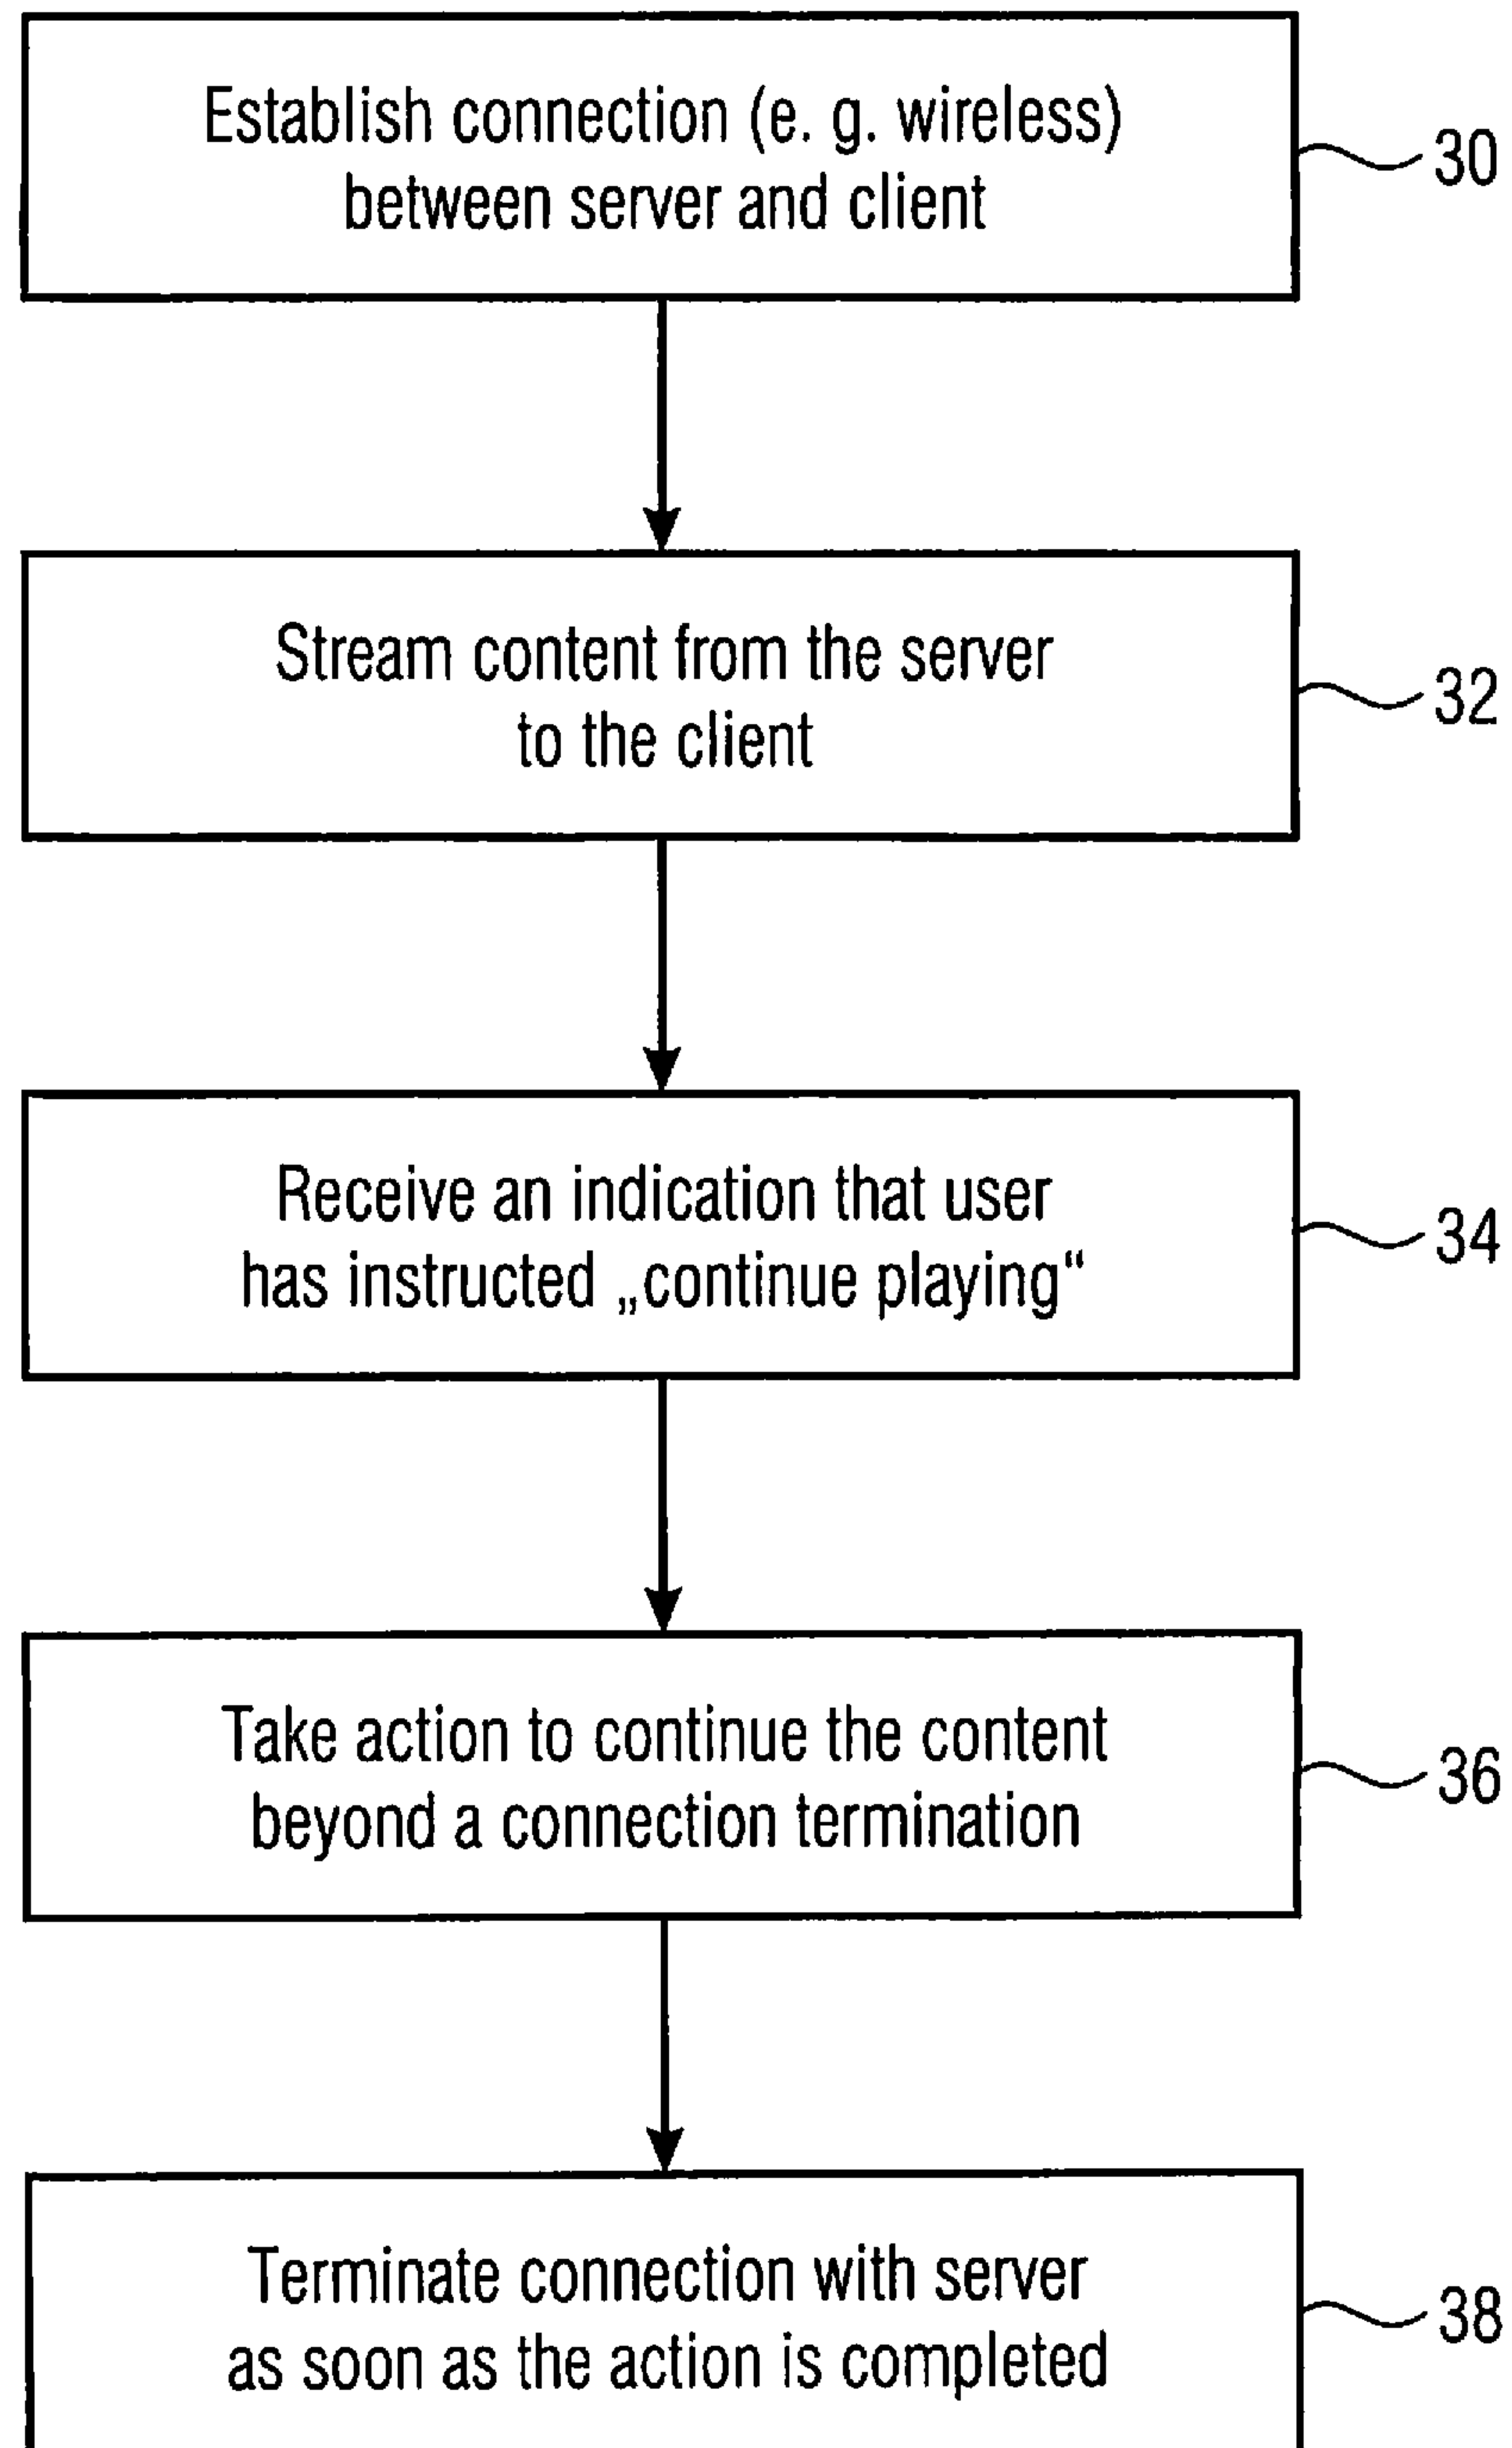 Establish connection (e. g. wireless)
between server and client
30
Stream content from the server
to the client
32
Receive an indication that user
has instructed „continue playing“
34
Take action to continue the content
beyond a connection termination
36
Terminate connection with server
as soon as the action is completed
38